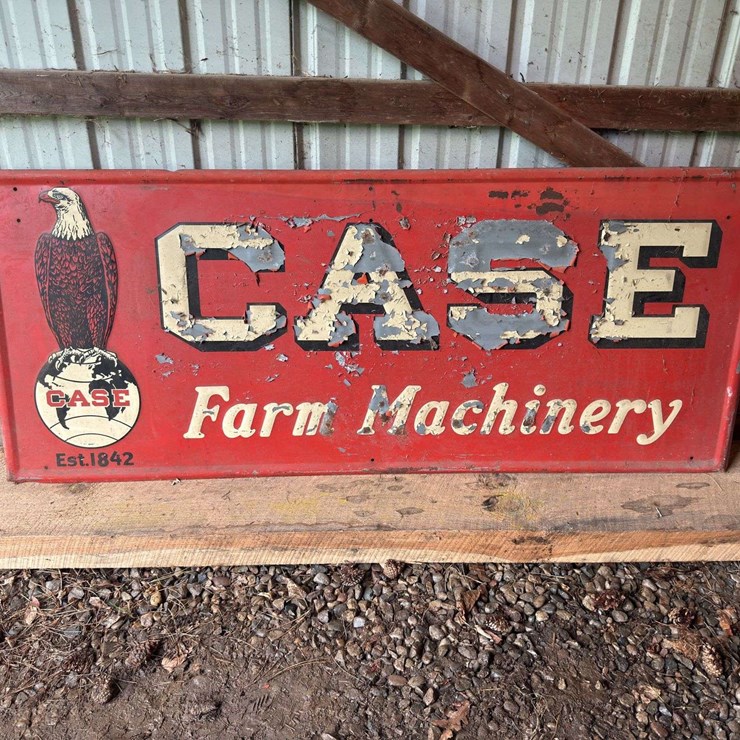 CASE
Farm Machinery
CASE
Est.1842